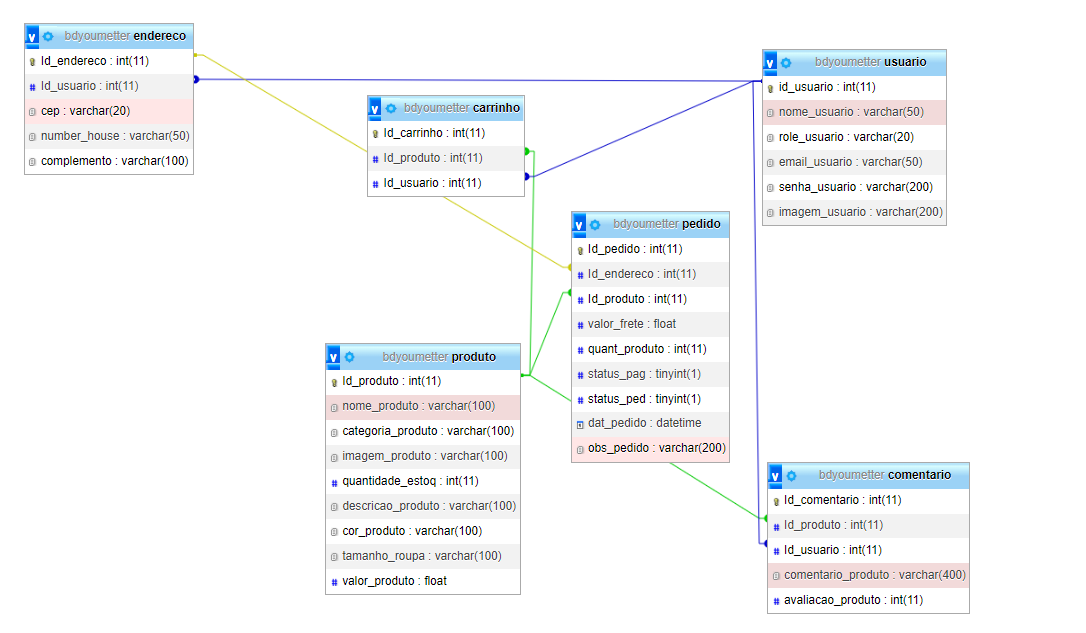 v bdyoumetter endereco
Id_endereco : int(11)
# Id_usuario : int(11)
cep : varchar(20)
number_house : varchar(50)
complemento : varchar(100)
v bdyoumetter carrinho
Id_carrinho : int(11)
# Id_produto : int(11)
# Id_usuario : int(11)
v bdyoumetter usuario
id_usuario : int(11)
nome_usuario : varchar(50)
role_usuario : varchar(20)
email_usuario : varchar(50)
senha_usuario : varchar(200)
imagem_usuario : varchar(200)
v bdyoumetter pedido
Id_pedido : int(11)
# Id_endereco : int(11)
# Id_produto : int(11)
# valor_frete : float
# quant_produto : int(11)
# status_pag : tinyint(1)
# status_ped : tinyint(1)
dat_pedido : datetime
obs_pedido : varchar(200)
v bdyoumetter produto
Id_produto : int(11)
nome_produto : varchar(100)
categoria_produto : varchar(100)
imagem_produto : varchar(100)
# quantidade_estoq : int(11)
descricao_produto : varchar(100)
cor_produto : varchar(100)
tamanho_roupa : varchar(100)
# valor_produto : float
v bdyoumetter comentario
Id_comentario : int(11)
# Id_produto : int(11)
# Id_usuario : int(11)
comentario_produto : varchar(400)
# avaliacao_produto : int(11)